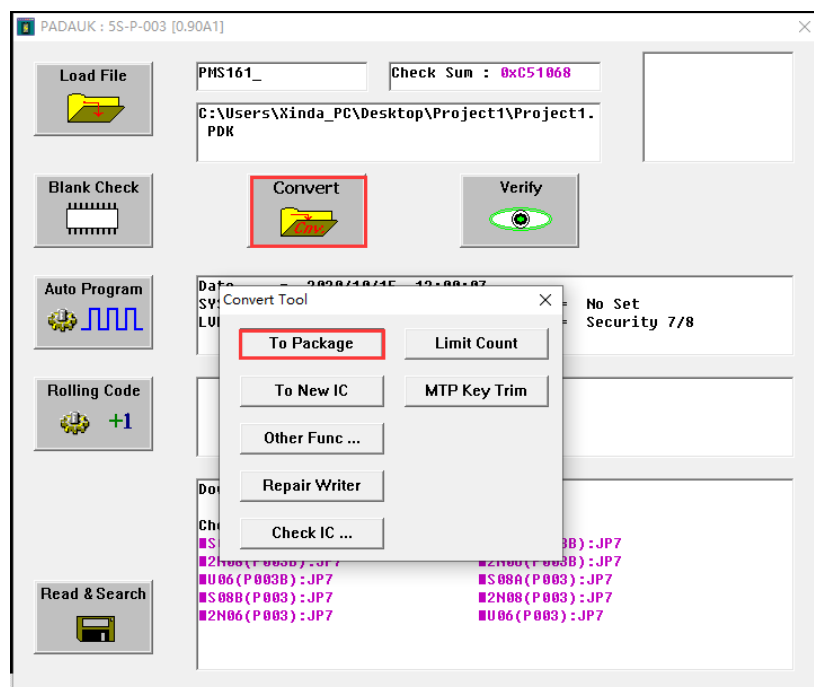 PADAUK : 5S-P-003 [0.90A1]
Load File
PMS161_
Check Sum : 0xC51068
C:\Users\Xinda_PC\Desktop\Project1\Project1.
PDK
Blank Check
Convert
Cnv.
Verify
Auto Program
No Set
Security 7/8
Convert Tool
To Package
Limit Count
To New IC
MTP Key Trim
Other Func ...
Repair Writer
Check IC ...
Rolling Code
+1
3B):JP7
■U06(P003B):JP7
■S08A(P003):JP7
■S08B(P003):JP7
■2N08(P003):JP7
■2N06(P003):JP7
■U06(P003):JP7
Read & Search